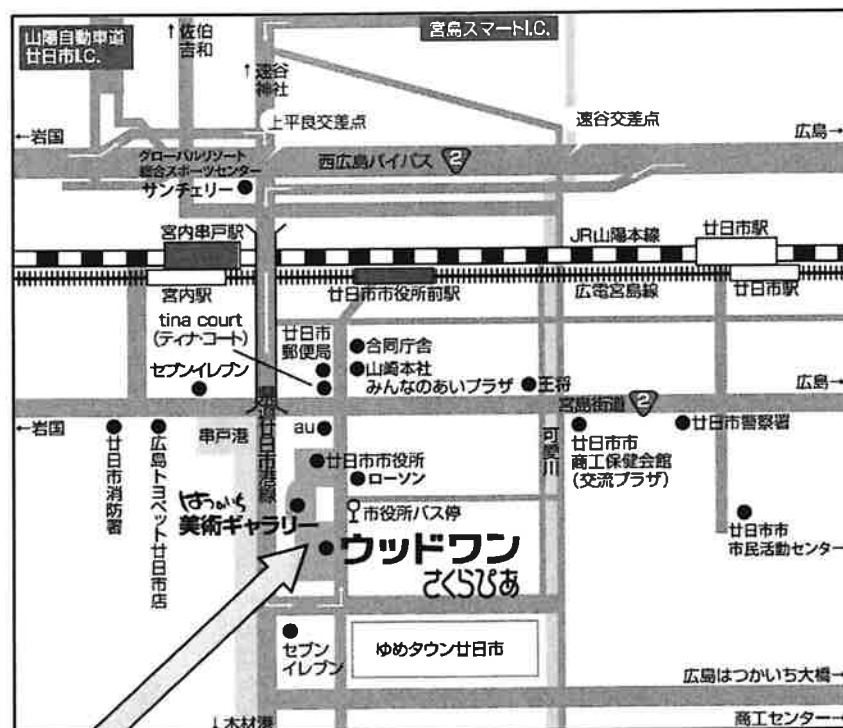 山陽自動車道
廿日市I.C.
↑佐伯
吉和
宮島スマートI.C.
↑速谷
神社
上平良交差点
速谷交差点
←岩国
広島→
グローバルリゾート
総合スポーツセンター
サンチェリー
西広島バイパス 2
宮内串戸駅
JR山陽本線
廿日市駅
宮内駅
廿日市市役所前駅
広電宮島線
廿日市駅
tina court
(ティナ・コート)
廿日市
郵便局
合同庁舎
山崎本社
みんなのあいプラザ
セブンイレブン
王将
広島→
宮島街道 2
←岩国
串戸港
県道廿日市港線
au
可愛川
廿日市警察署
廿日市消防署
広島トヨペット廿日市店
廿日市市役所
ローソン
廿日市市
商工保健会館
(交流プラザ)
はつかいち
美術ギャラリー
市役所バス停
廿日市市
市民活動センター
ウッドワン
さくらぴあ
セブン
イレブン
ゆめタウン廿日市
広島はつかいち大橋→
↓木材港
商工センター→